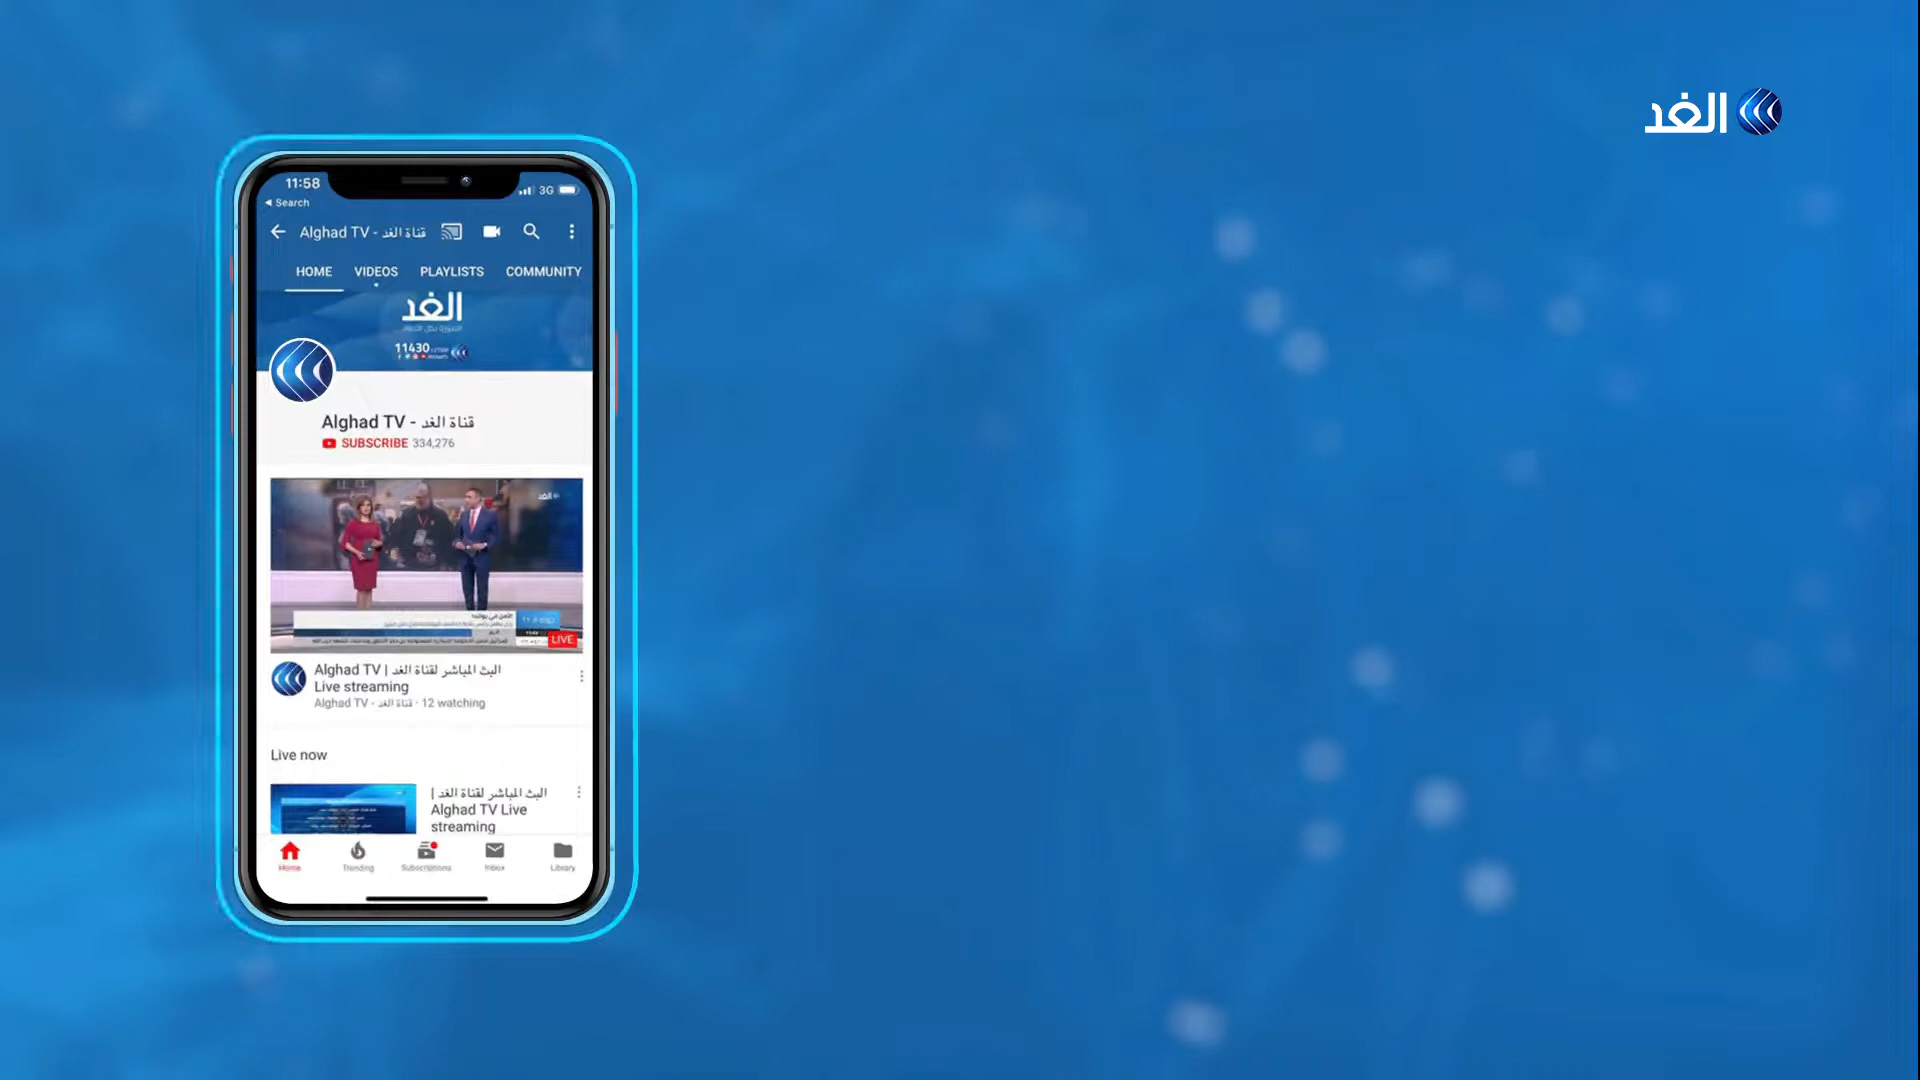 الغد
11:58
3G
Search
Alghad TV - قناة الغد
HOME VIDEOS PLAYLISTS COMMUNITY
الغد
11430
Alghad TV - قناة الغد
SUBSCRIBE 334,276
الغد
LIVE
Alghad TV | البث المباشر لقناة الغد
Live streaming
Alghad TV - قناة الغد · 12 watching
Live now
البث المباشر لقناة الغد |
Alghad TV Live
streaming
Home Trending Subscriptions Inbox Library